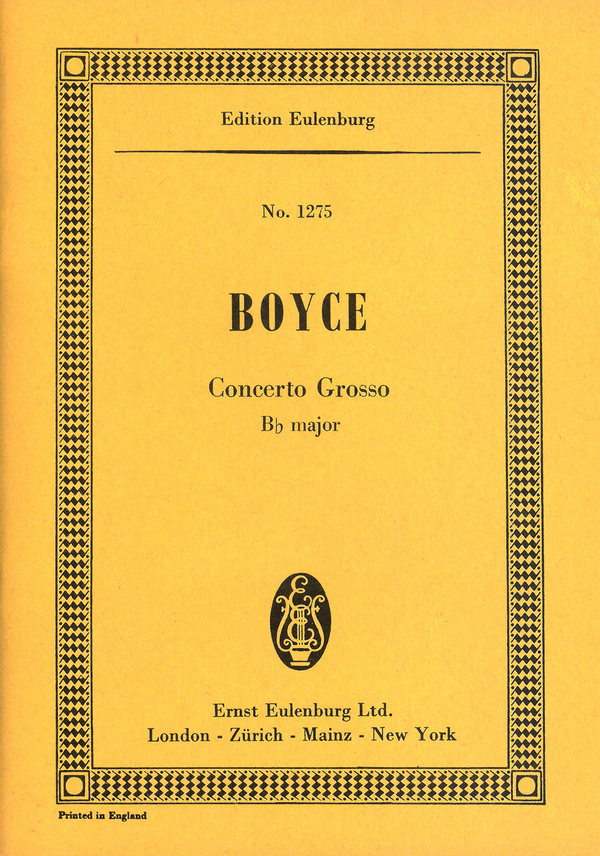 Edition Eulenburg
No. 1275
BOYCE
Concerto Grosso
B♭ major
Ernst Eulenburg Ltd.
London - Zürich - Mainz - New York
Printed in England